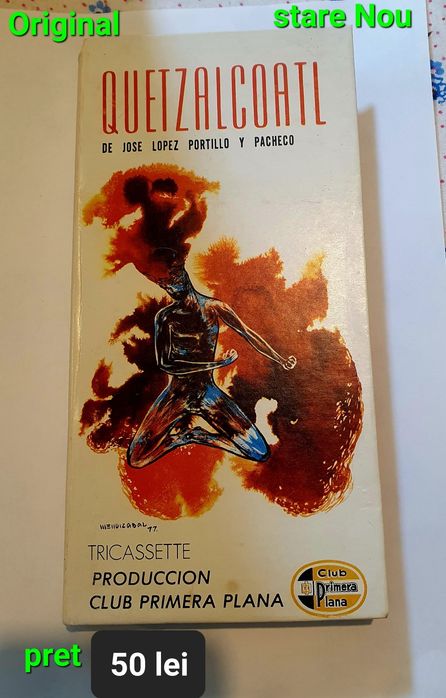 Original
stare Nou
QUETZALCOATL
DE JOSE LOPEZ PORTILLO Y PACHECO
MENDIZABAL 77
TRICASSETTE
PRODUCCION
CLUB PRIMERA PLANA
Club
Primera
Plana
pret
50 lei